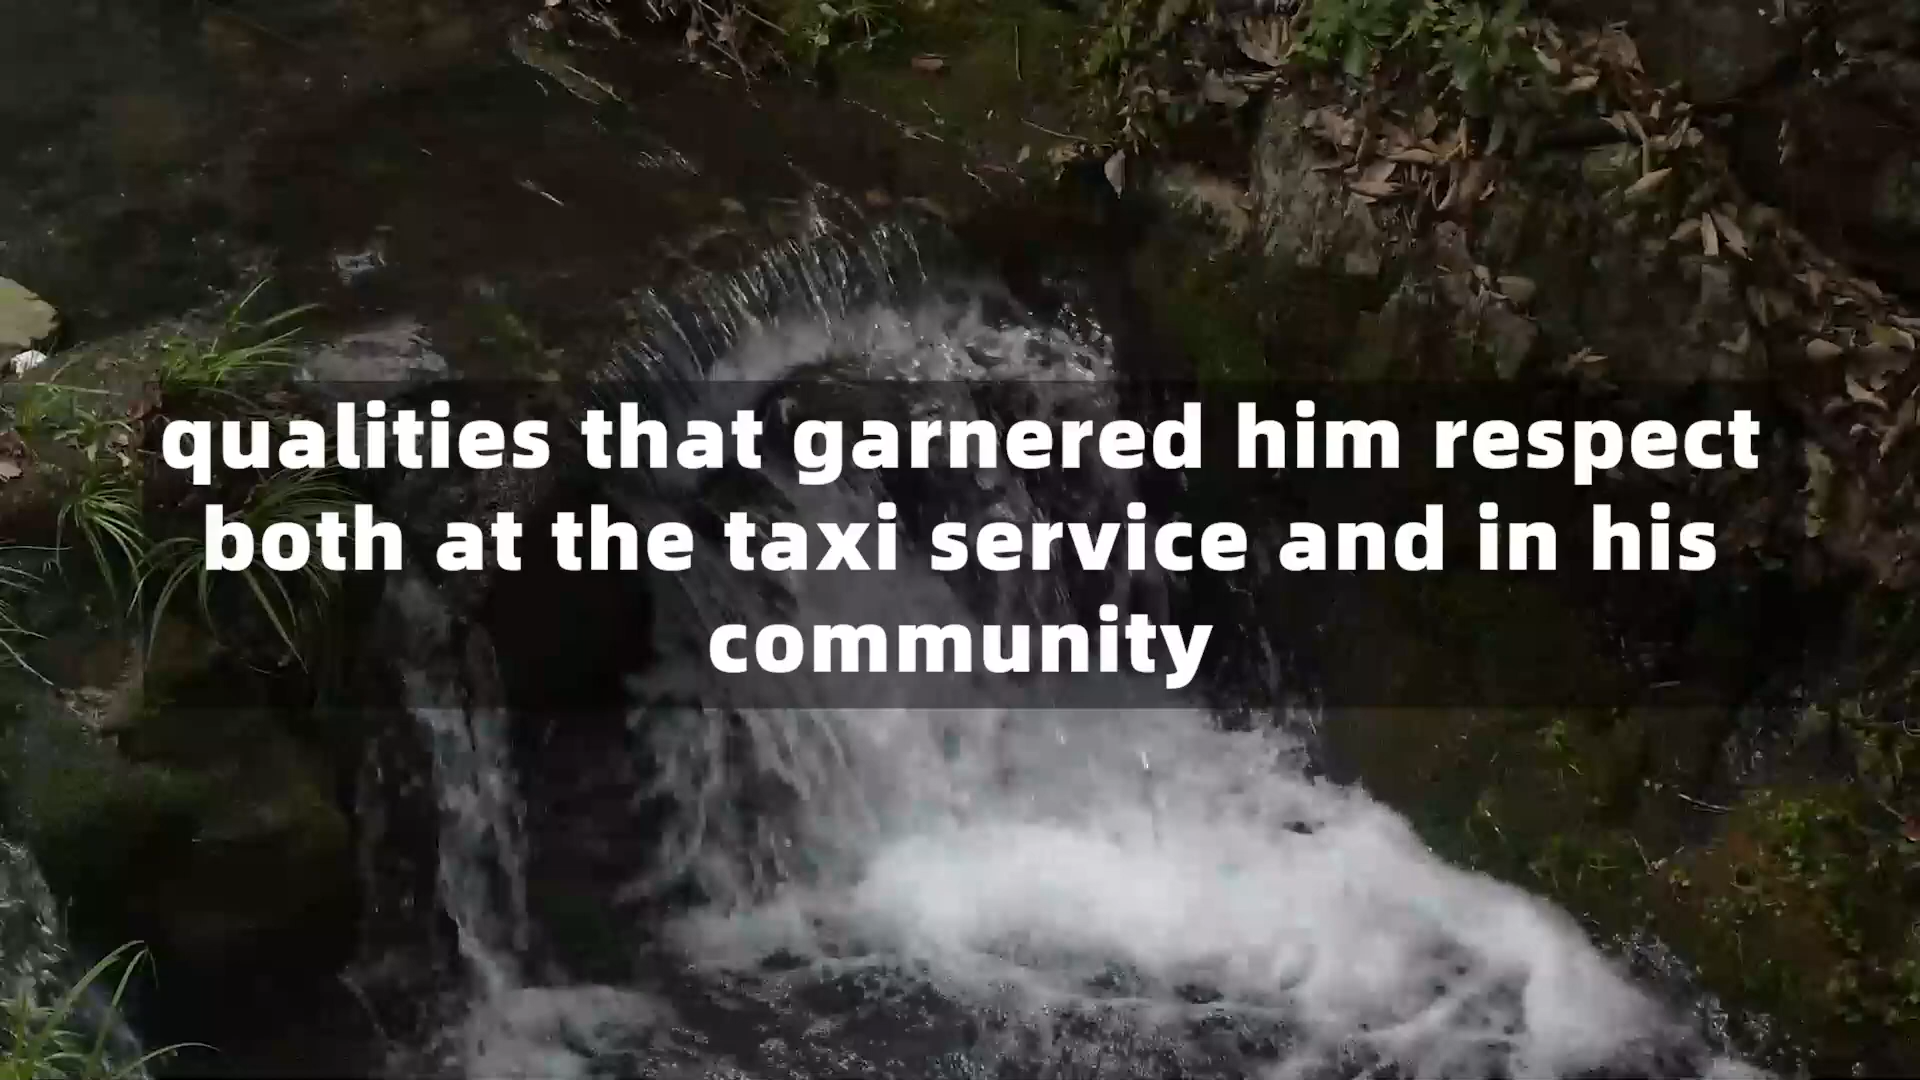 qualities that garnered him respect
both at the taxi service and in his
community